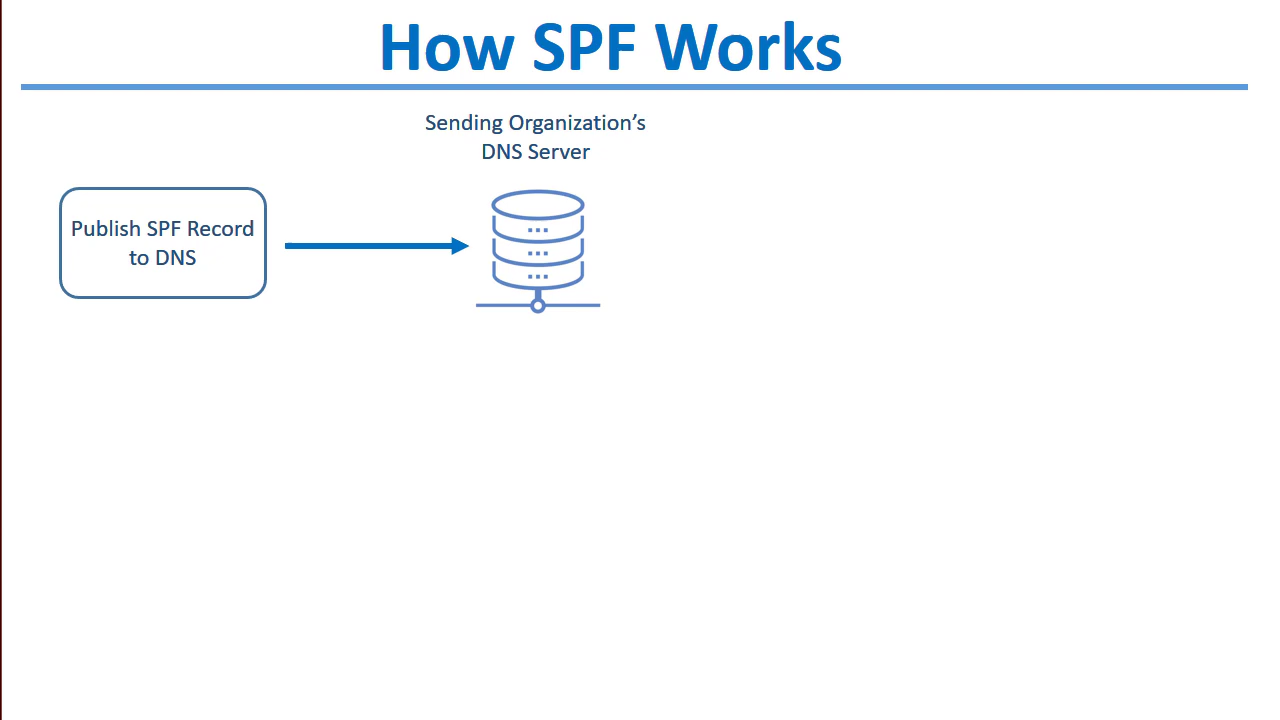 How SPF Works
Sending Organization’s
DNS Server
Publish SPF Record
to DNS